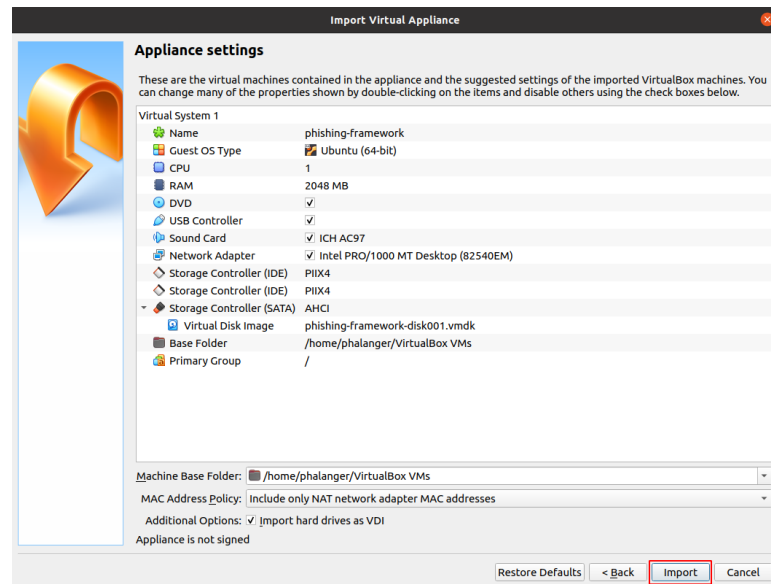 Import Virtual Appliance
Appliance settings
These are the virtual machines contained in the appliance and the suggested settings of the imported VirtualBox machines. You
can change many of the properties shown by double-clicking on the items and disable others using the check boxes below.
Virtual System 1
Name phishing-framework
Guest OS Type Ubuntu (64-bit)
CPU 1
RAM 2048 MB
DVD
USB Controller
Sound Card ICH AC97
Network Adapter Intel PRO/1000 MT Desktop (82540EM)
Storage Controller (IDE) PIIX4
Storage Controller (IDE) PIIX4
Storage Controller (SATA) AHCI
Virtual Disk Image phishing-framework-disk001.vmdk
Base Folder /home/phalanger/VirtualBox VMs
Primary Group /
Machine Base Folder: /home/phalanger/VirtualBox VMs
MAC Address Policy: Include only NAT network adapter MAC addresses
Additional Options: Import hard drives as VDI
Appliance is not signed
Restore Defaults < Back Import Cancel